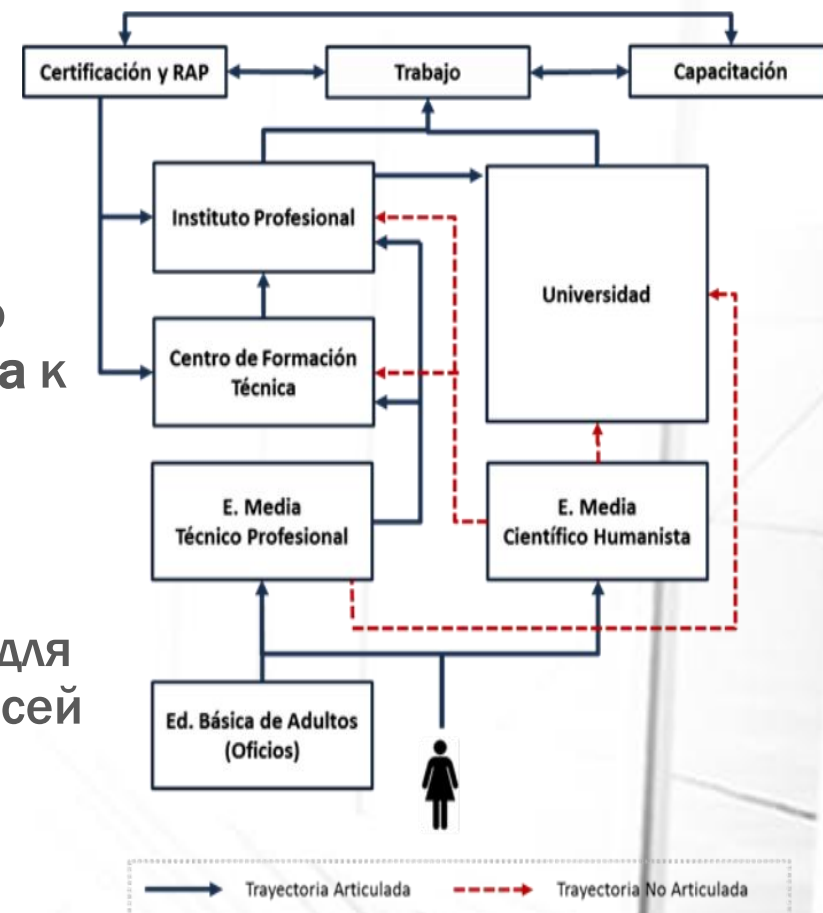 Certificación y RAP
Trabajo
Capacitación
Instituto Profesional
Universidad
Centro de Formación
Técnica
а к
E. Media
Técnico Profesional
E. Media
Científico Humanista
для
сей
Ed. Básica de Adultos
(Oficios)
Trayectoria Articulada
Trayectoria No Articulada